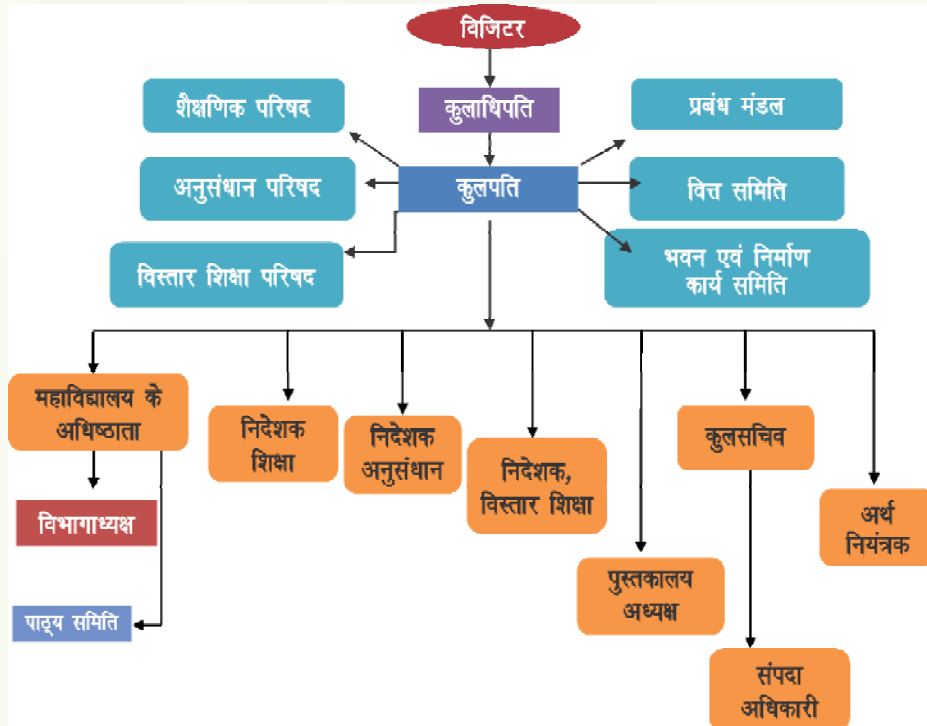 विजिटर
कुलाधिपति
शैक्षणिक परिषद
प्रबंध मंडल
अनुसंधान परिषद
कुलपति
वित्त समिति
विस्तार शिक्षा परिषद
भवन एवं निर्माण
कार्य समिति
महाविद्यालय के
अधिष्ठाता
निदेशक
शिक्षा
निदेशक
अनुसंधान
निदेशक,
विस्तार शिक्षा
कुलसचिव
अर्थ
नियंत्रक
विभागाध्यक्ष
पुस्तकालय
अध्यक्ष
पाठ्य समिति
संपदा
अधिकारी